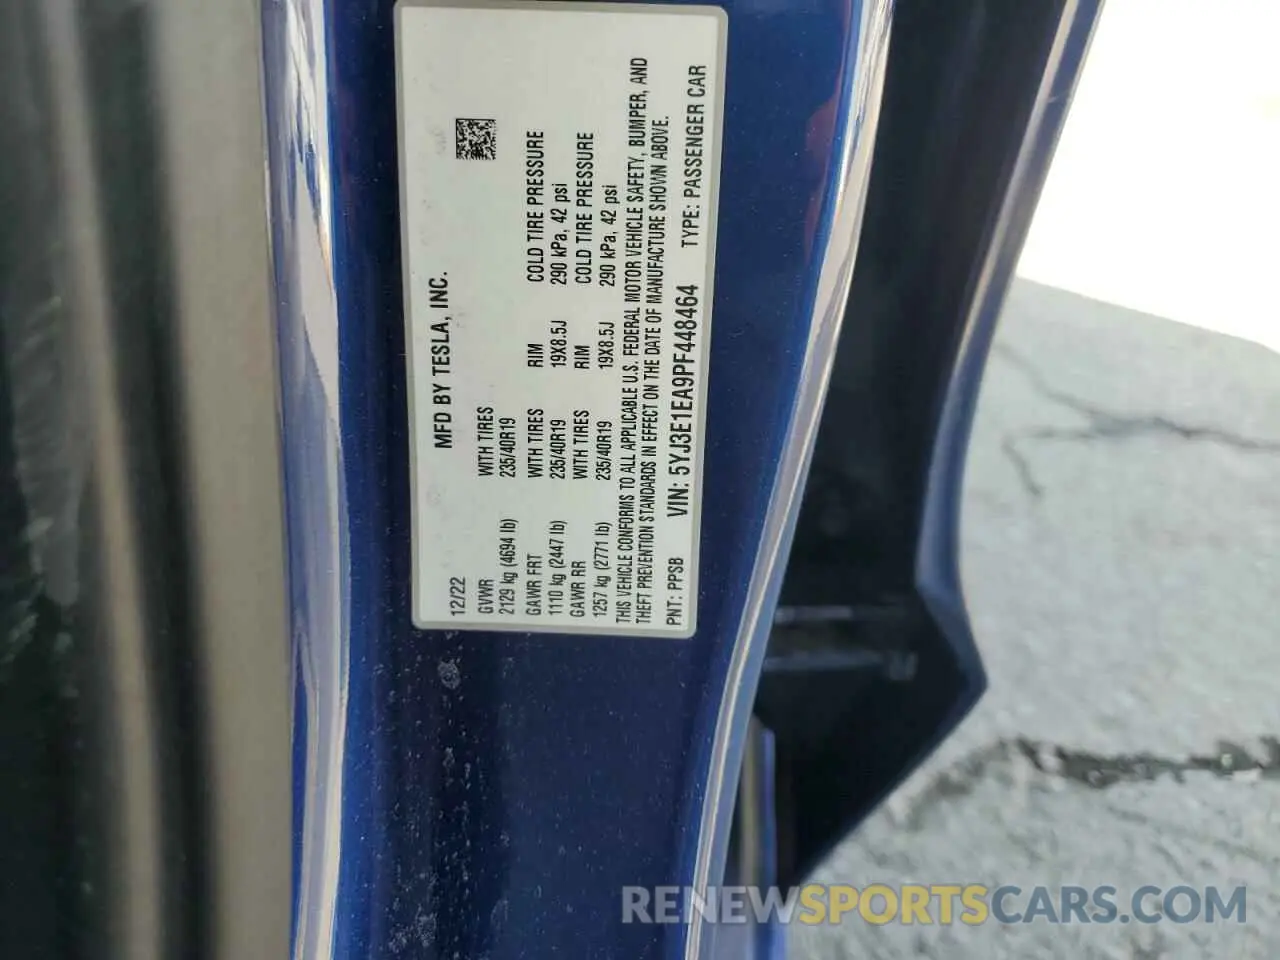 MFD BY TESLA, INC.
12/22
GVWR WITH TIRES
2129 kg (4694 lb) 235/40R19
GAWR FRT WITH TIRES RIM COLD TIRE PRESSURE
1110 kg (2447 lb) 235/40R19 19X8.5J 290 kPa, 42 psi
GAWR RR WITH TIRES RIM COLD TIRE PRESSURE
1257 kg (2771 lb) 235/40R19 19X8.5J 290 kPa, 42 psi
THIS VEHICLE CONFORMS TO ALL APPLICABLE U.S. FEDERAL MOTOR VEHICLE SAFETY, BUMPER, AND
THEFT PREVENTION STANDARDS IN EFFECT ON THE DATE OF MANUFACTURE SHOWN ABOVE.
PNT: PPSB VIN: 5YJ3E1EA9PF448464 TYPE: PASSENGER CAR
RENEWSPORTSCARS.COM